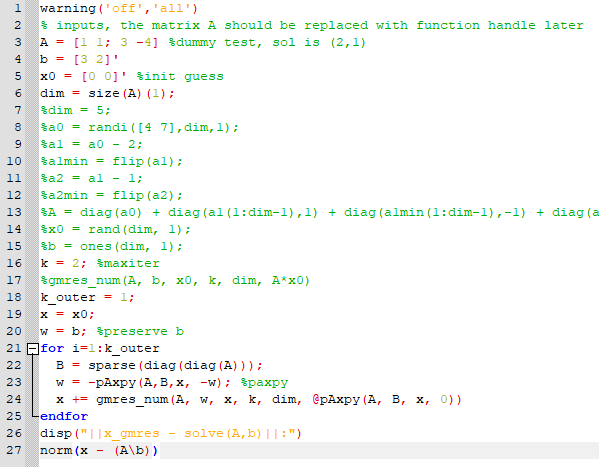 1 warning('off','all')
2 % inputs, the matrix A should be replaced with function handle later
3 A = [1 1; 3 -4] %dummy test, sol is (2,1)
4 b = [3 2]'
5 x0 = [0 0]' %init guess
6 dim = size(A)(1);
7 %dim = 5;
8 %a0 = randi([4 7],dim,1);
9 %a1 = a0 - 2;
10 %a1min = flip(a1);
11 %a2 = a1 - 1;
12 %a2min = flip(a2);
13 %A = diag(a0) + diag(a1(1:dim-1),1) + diag(a1min(1:dim-1),-1) + diag(a
14 %x0 = rand(dim, 1);
15 %b = ones(dim, 1);
16 k = 2; %maxiter
17 %gmres_num(A, b, x0, k, dim, A*x0)
18 k_outer = 1;
19 x = x0;
20 w = b; %preserve b
21 for i=1:k_outer
22 B = sparse(diag(diag(A)));
23 w = -pAxpy(A,B,x, -w); %paxpy
24 x += gmres_num(A, w, x, k, dim, @pAxpy(A, B, x, 0))
25 endfor
26 disp("||x_gmres - solve(A,b)||:")
27 norm(x - (A\b))